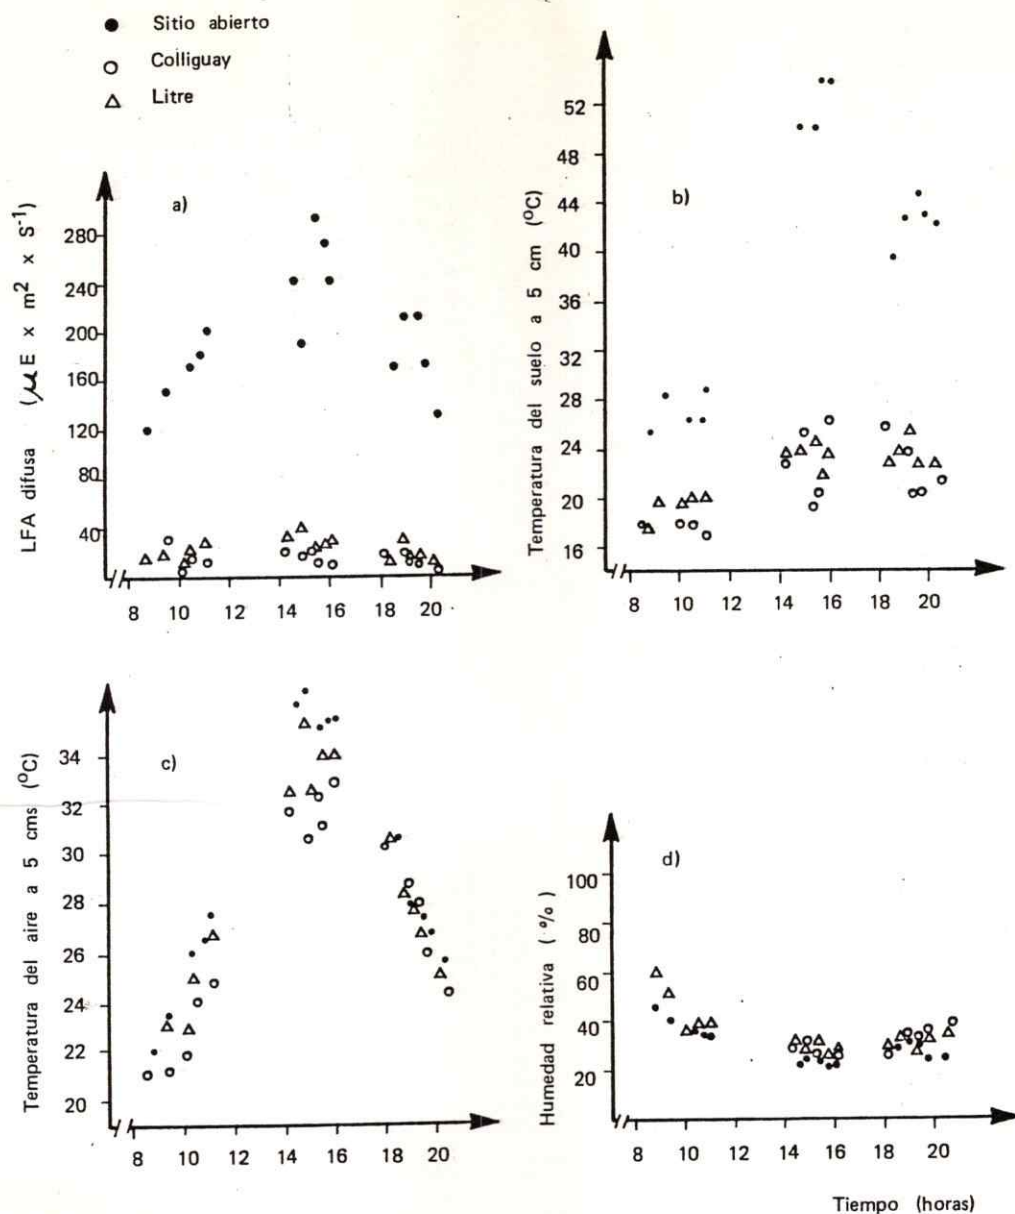 Sitio abierto
Colliguay
Litre
a)
LFA difusa (μE x m² x S⁻¹)
280
240
200
160
120
80
40
8 10 12 14 16 18 20
b)
Temperatura del suelo a 5 cm (ºC)
52
48
44
40
36
32
28
24
20
16
8 10 12 14 16 18 20
c)
Temperatura del aire a 5 cms (ºC)
34
32
30
28
26
24
22
20
8 10 12 14 16 18 20
d)
Humedad relativa (%)
100
80
60
40
20
8 10 12 14 16 18 20
Tiempo (horas)